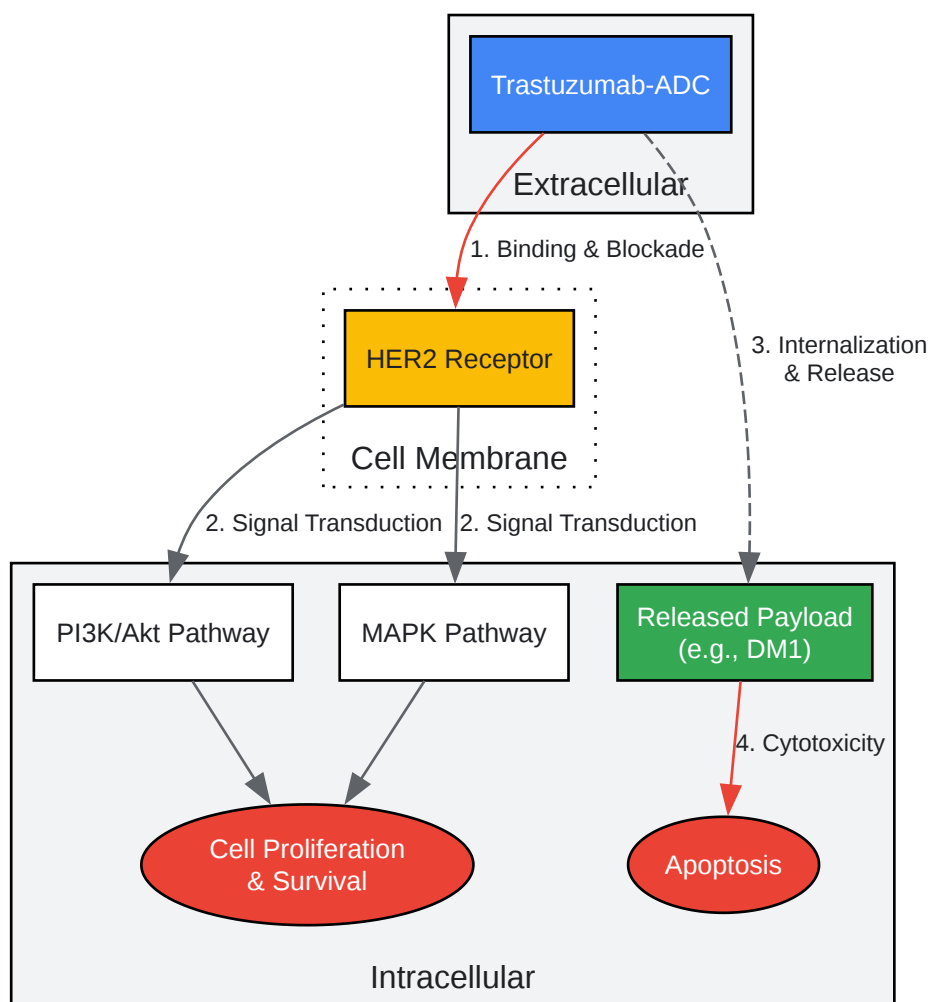 Trastuzumab-ADC
Extracellular
1. Binding & Blockade
HER2 Receptor
3. Internalization
& Release
Cell Membrane
2. Signal Transduction
2. Signal Transduction
PI3K/Akt Pathway
MAPK Pathway
Released Payload
(e.g., DM1)
4. Cytotoxicity
Cell Proliferation
& Survival
Apoptosis
Intracellular